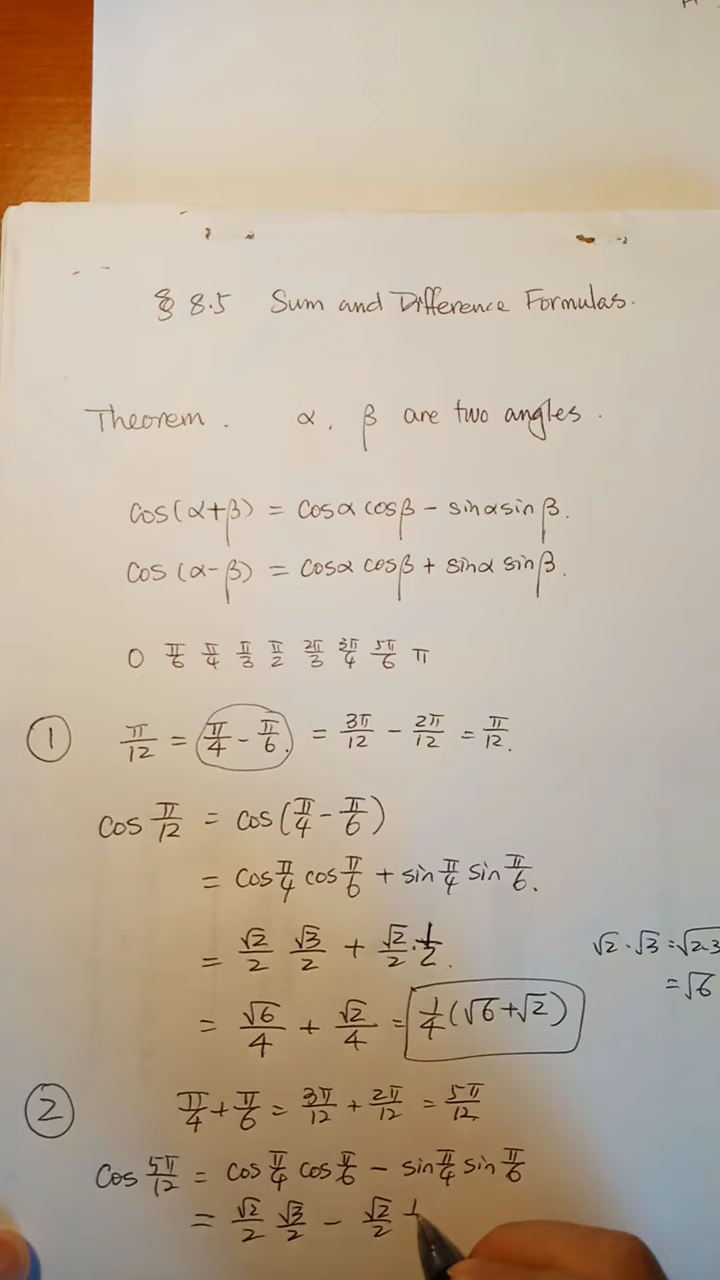 § 8.5 Sum and Difference Formulas.
Theorem. α, β are two angles.
cos(α+β) = cosα cosβ - sinα sinβ.
cos(α-β) = cosα cosβ + sinα sinβ.
0 π/6 π/4 π/3 π/2 2π/3 3π/4 5π/6 π
① π/12 = π/4 - π/6. = 3π/12 - 2π/12 = π/12.
cos π/12 = cos(π/4 - π/6)
= cos π/4 cos π/6 + sin π/4 sin π/6.
= √2/2 √3/2 + √2/2 · 1/2.
√2 · √3 = √2·3
= √6
= √6/4 + √2/4 = 1/4 (√6+√2)
② π/4 + π/6 = 3π/12 + 2π/12 = 5π/12
cos 5π/12 = cos π/4 cos π/6 - sin π/4 sin π/6
= √2/2 √3/2 - √2/2 1